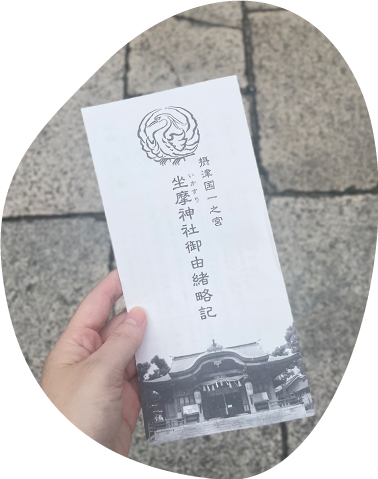 摂津国一之宮
坐摩神社御由緒略記
いかすり